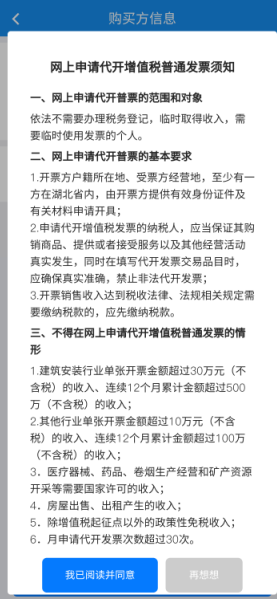 购买方信息
网上申请代开增值税普通发票须知
一、网上申请代开普票的范围和对象
依法不需要办理税务登记，临时取得收入，需
要临时使用发票的个人。
二、网上申请代开普票的基本要求
1.开票方户籍所在地、受票方经营地，至少有一
方在湖北省内，由开票方提供有效身份证件及
有关材料申请开具；
2.申请代开增值税发票的纳税人，应当保证其购
销商品、提供或者接受服务以及其他经营活动
真实发生，同时在填写代开发票交易品目时，
应确保真实准确，禁止非法代开发票；
3.开票销售收入达到税收法律、法规相关规定需
要缴纳税款的，应先缴纳税款。
三、不得在网上申请代开增值税普通发票的情
形
1.建筑安装行业单张开票金额超过30万元（不
含税）的收入、连续12个月累计金额超过500
万（不含税）的收入；
2.其他行业单张开票金额超过10万元（不含
税）的收入、连续12个月累计金额超过100万
（不含税）的收入；
3．医疗器械、药品、卷烟生产经营和矿产资源
开采等需要国家许可的收入；
4．房屋出售、出租产生的收入；
5．除增值税起征点以外的政策性免税收入；
6．月申请代开发票次数超过30次。
我已阅读并同意
再想想